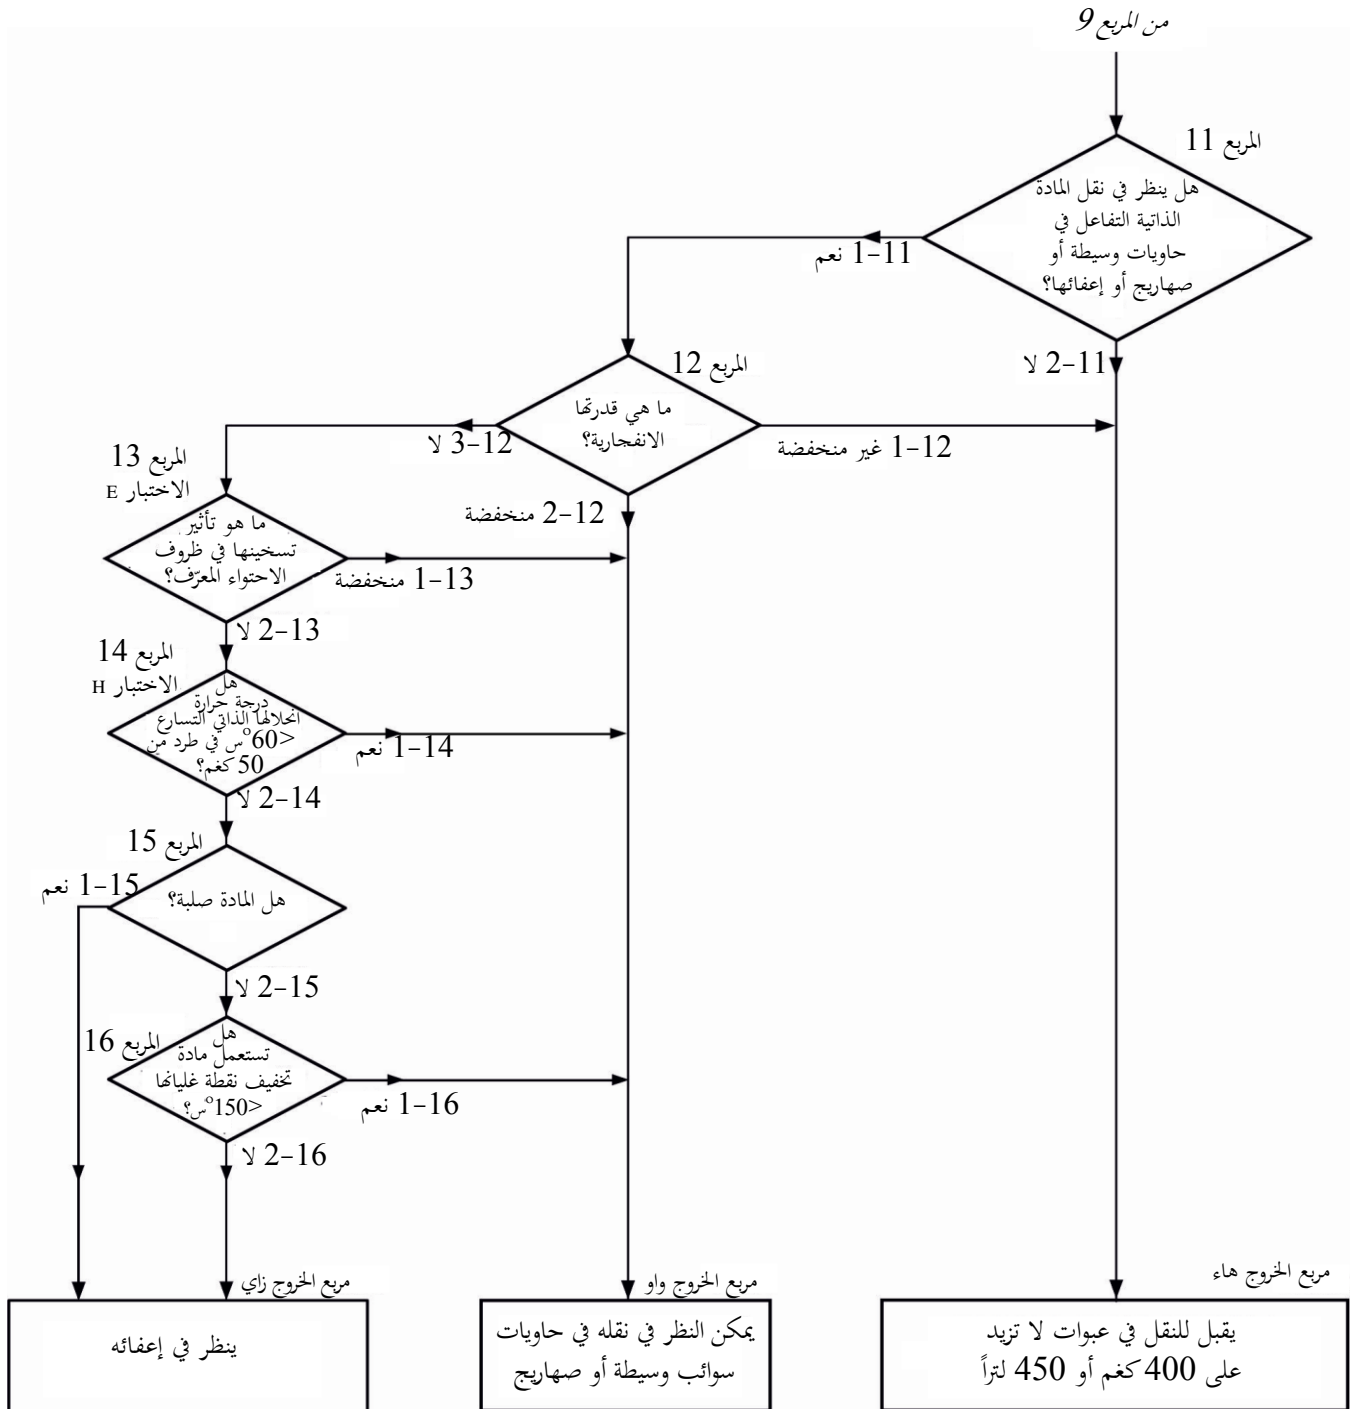 من المربع 9
المربع 11
هل ينظر في نقل المادة
الذاتية التفاعل في
حاويات وسيطة أو
صهاريج أو إعفائها؟
11-1 نعم
11-2 لا
المربع 12
ما هي قدرتها
الانفجارية؟
12-3 لا
12-1 غير منخفضة
12-2 منخفضة
المربع 13
الاختبار E
ما هو تأثير
تسخينها في ظروف
الاحتواء المعرّف؟
13-1 منخفضة
13-2 لا
المربع 14
الاختبار H
هل
درجة حرارة
انحلالها الذاتي التسارع
<60°س في طرد من
50 كغم؟
14-1 نعم
14-2 لا
المربع 15
15-1 نعم
هل المادة صلبة؟
15-2 لا
المربع 16
هل
تستعمل مادة
تخفيف نقطة غليانها
<150°س؟
16-1 نعم
16-2 لا
مربع الخروج هاء
يقبل للنقل في عبوات لا تزيد
على 400 كغم أو 450 لتراً
مربع الخروج واو
يمكن النظر في نقله في حاويات
سوائب وسيطة أو صهاريج
مربع الخروج زاي
ينظر في إعفائه